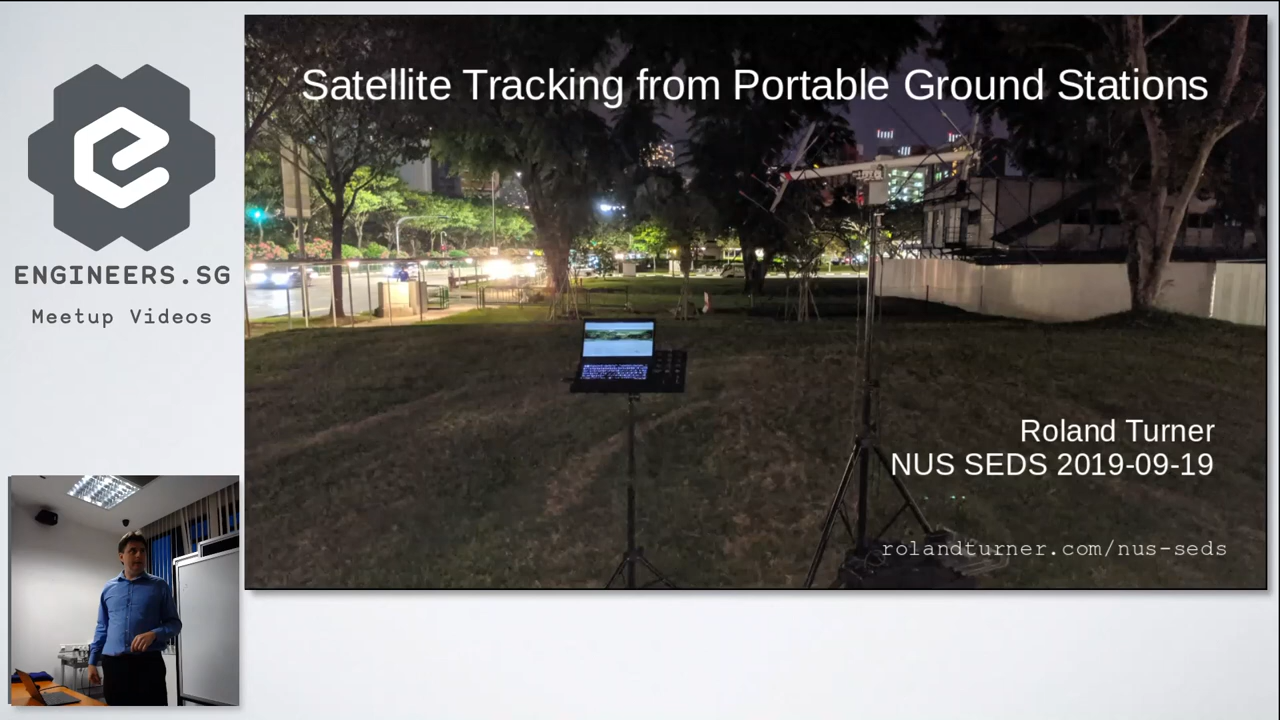 ENGINEERS.SG
Meetup Videos
Satellite Tracking from Portable Ground Stations
Roland Turner
NUS SEDS 2019-09-19
rolandturner.com/nus-seds